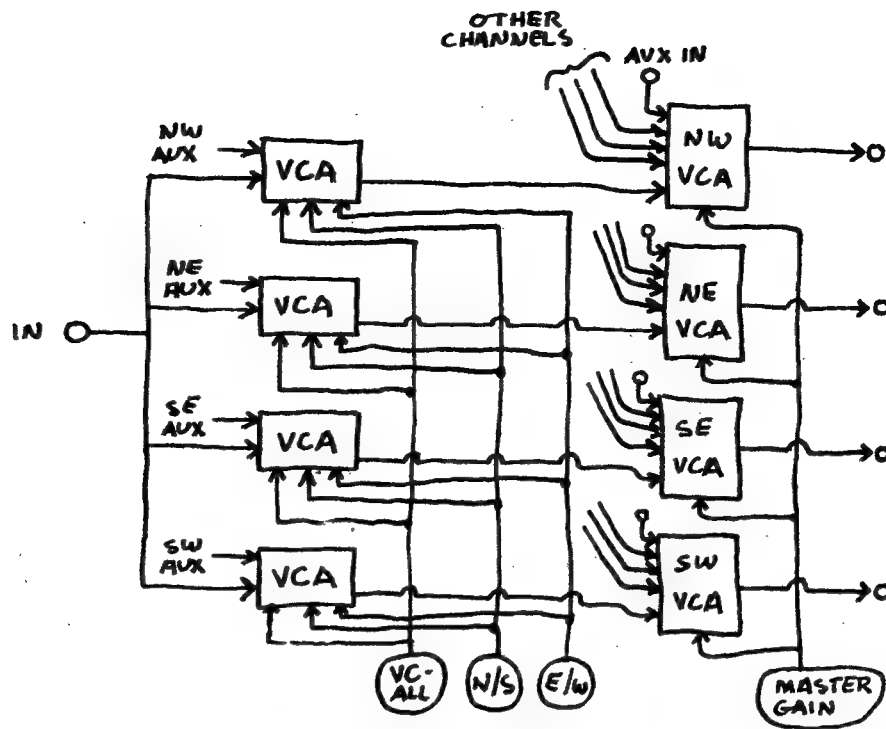 OTHER
CHANNELS
AUX IN
NW
AUX
VCA
NW
VCA
NE
AUX
VCA
NE
VCA
IN
SE
AUX
VCA
SE
VCA
SW
AUX
VCA
SW
VCA
VC-
ALL
N/S
E/W
MASTER
GAIN